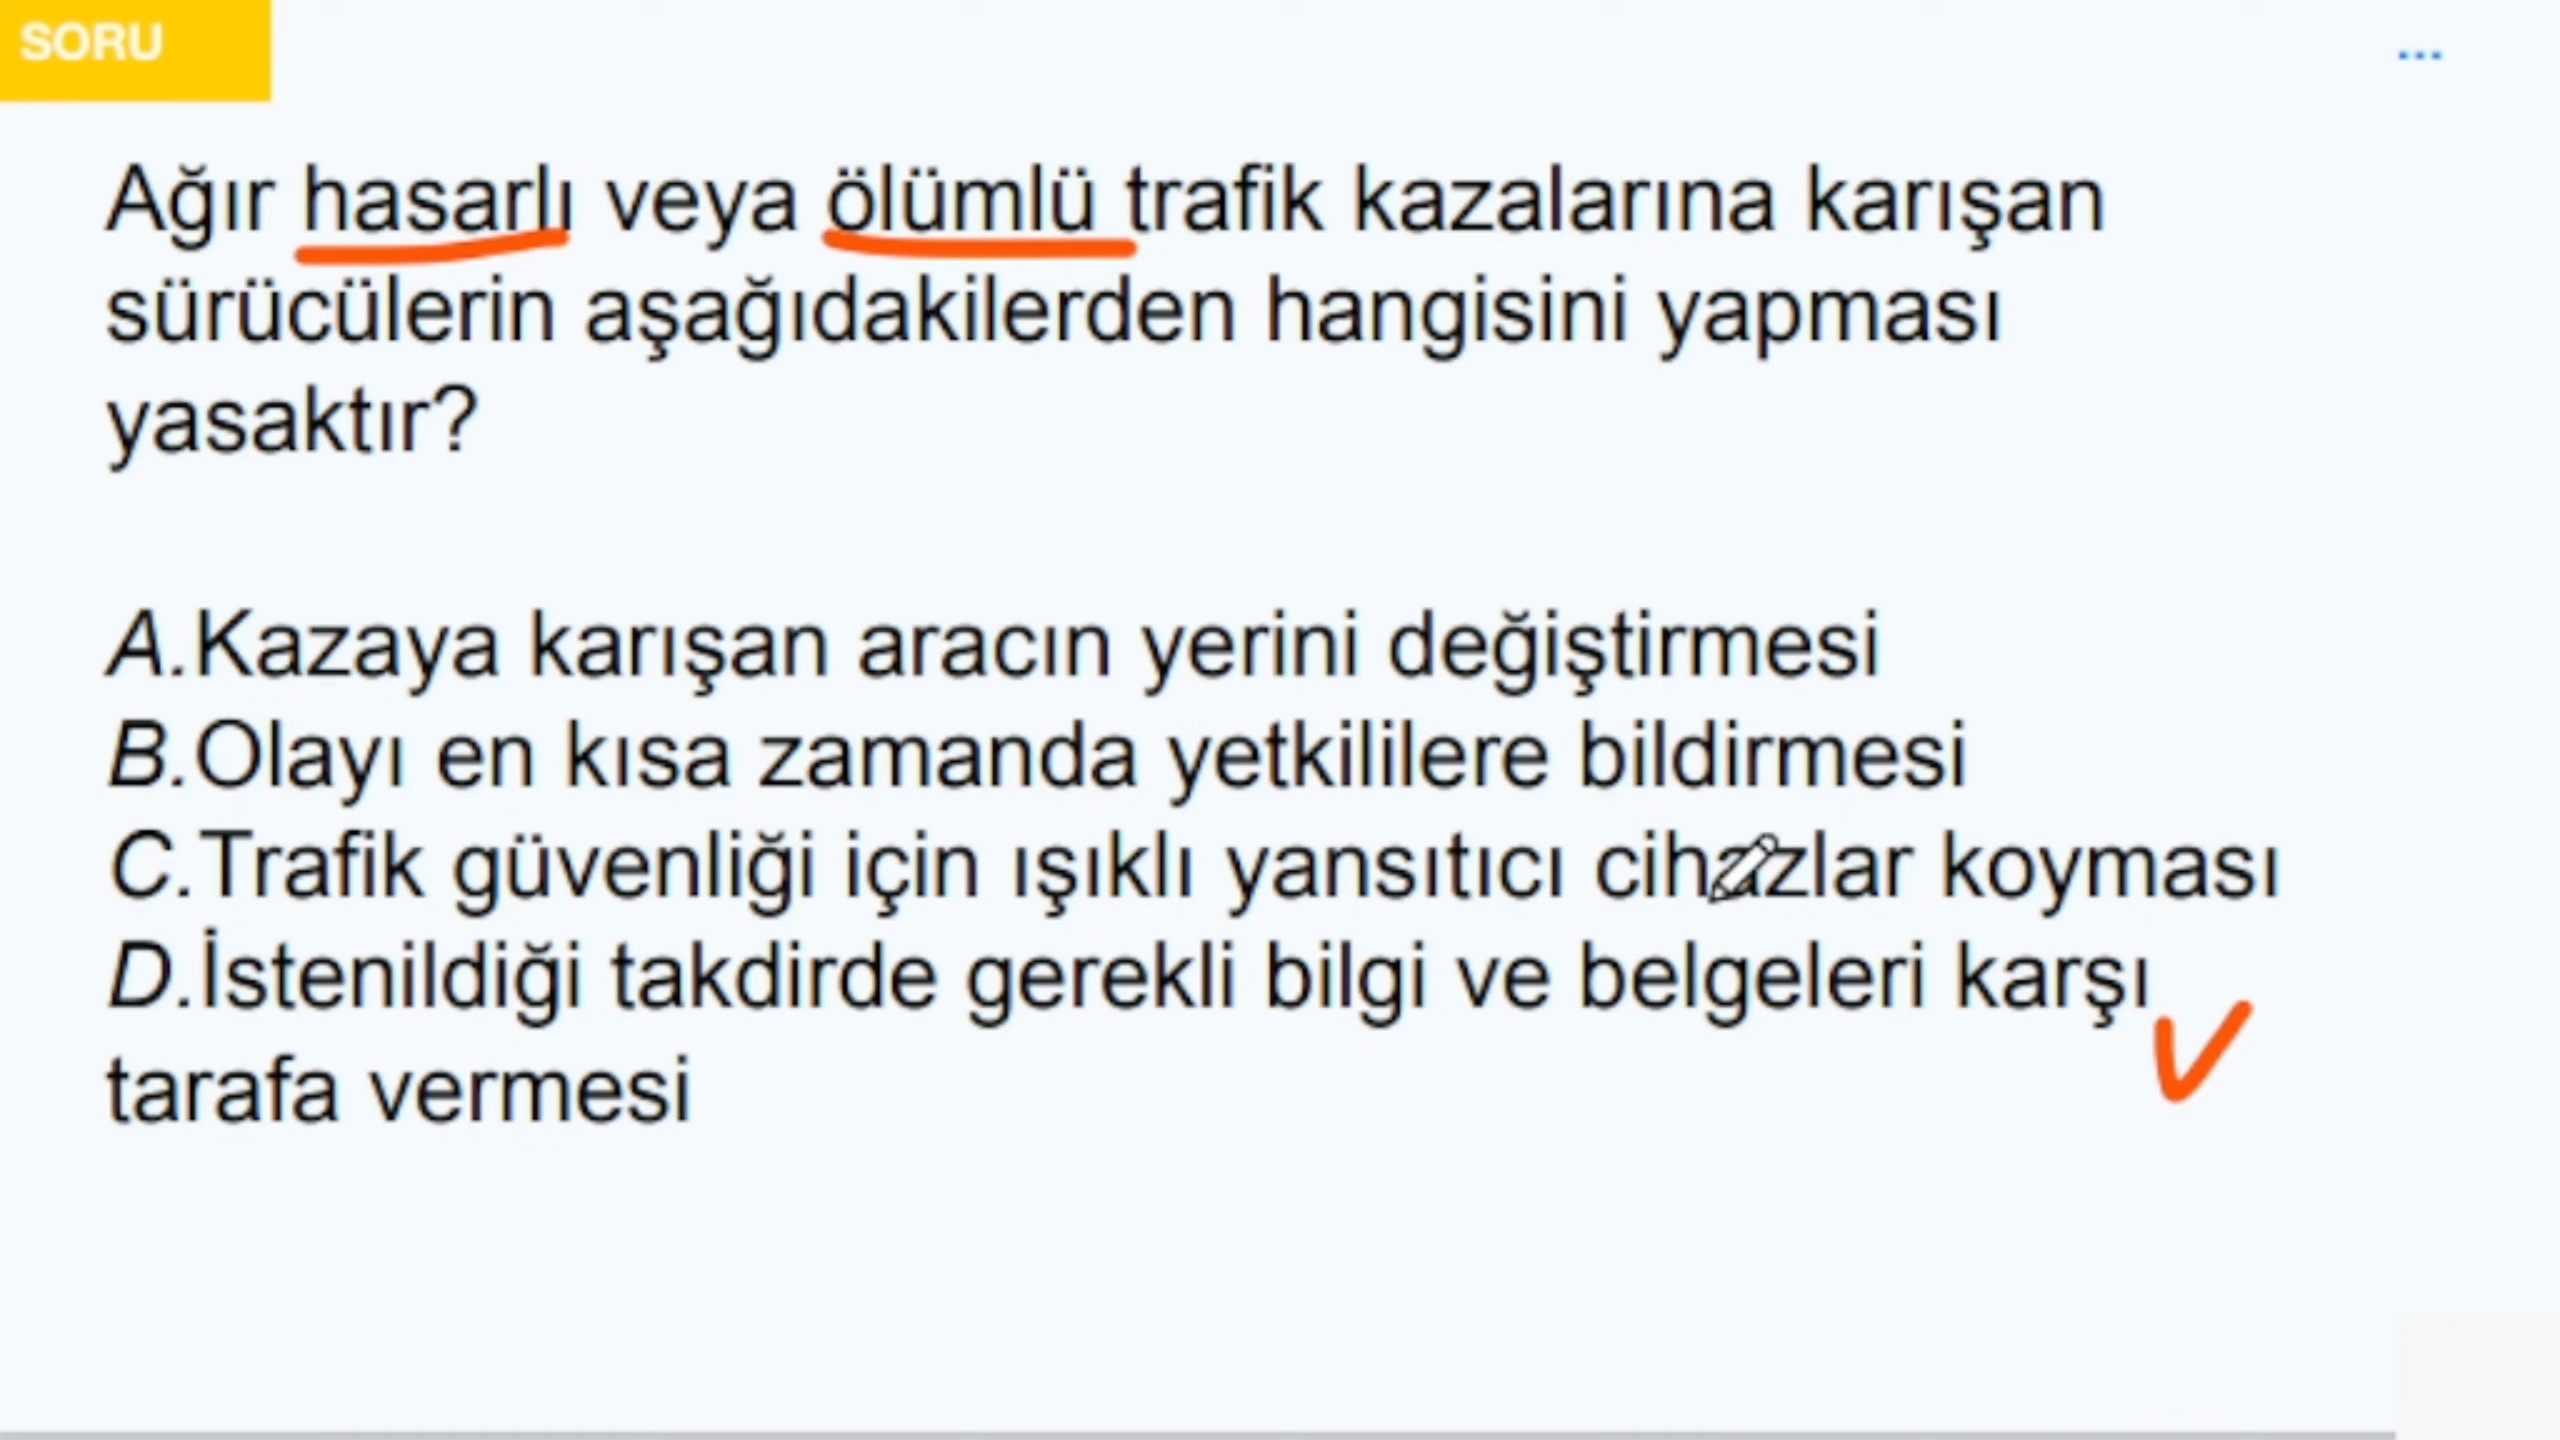 SORU
Ağır hasarlı veya ölümlü trafik kazalarına karışan
sürücülerin aşağıdakilerden hangisini yapması
yasaktır?
A.Kazaya karışan aracın yerini değiştirmesi
B.Olayı en kısa zamanda yetkililere bildirmesi
C.Trafik güvenliği için ışıklı yansıtıcı cihazlar koyması
D.İstenildiği takdirde gerekli bilgi ve belgeleri karşı
tarafa vermesi